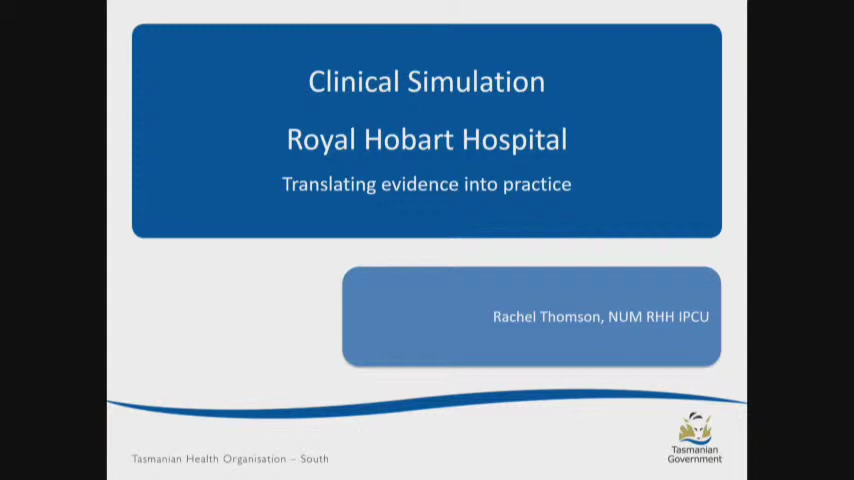 Clinical Simulation
Royal Hobart Hospital
Translating evidence into practice
Rachel Thomson, NUM RHH IPCU
Tasmanian Health Organisation – South
Tasmanian
Government